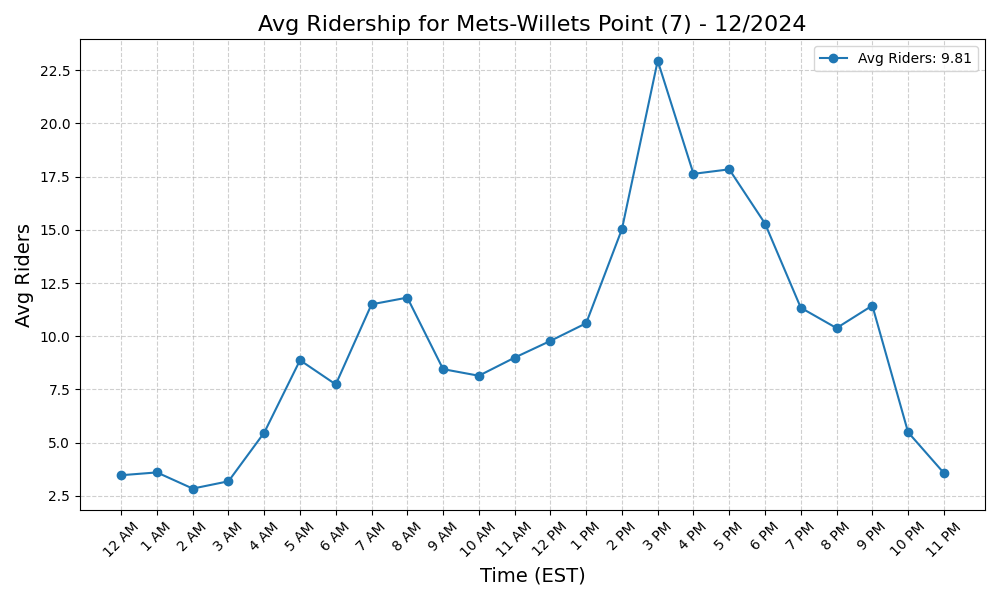 Avg Ridership for Mets-Willets Point (7) - 12/2024
Avg Riders: 9.81
Avg Riders
22.5
20.0
17.5
15.0
12.5
10.0
7.5
5.0
2.5
12 AM
1 AM
2 AM
3 AM
4 AM
5 AM
6 AM
7 AM
8 AM
9 AM
10 AM
11 AM
12 PM
1 PM
2 PM
3 PM
4 PM
5 PM
6 PM
7 PM
8 PM
9 PM
10 PM
11 PM
Time (EST)